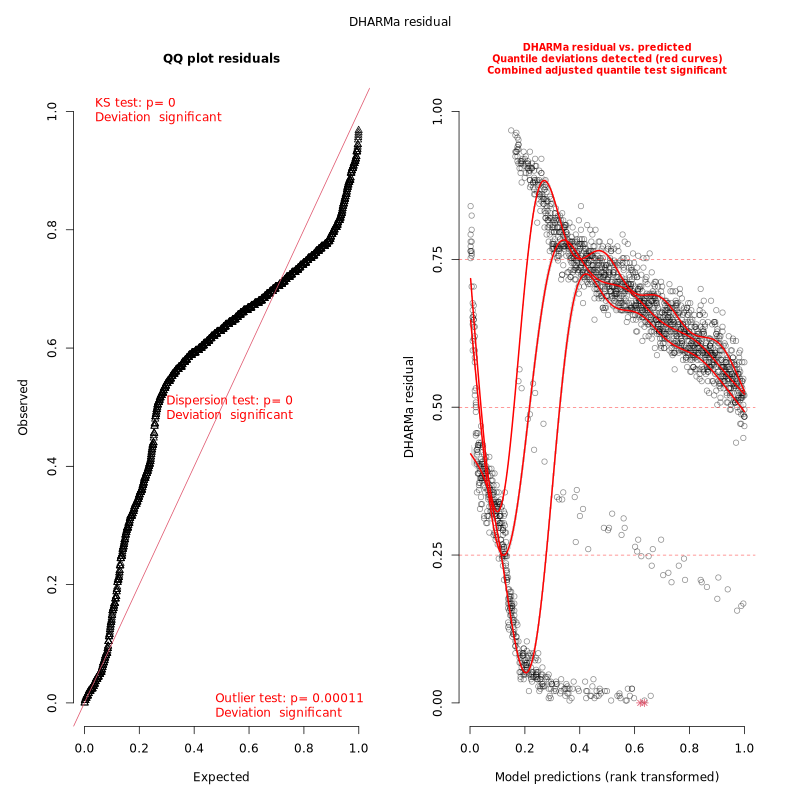 DHARMa residual
QQ plot residuals
KS test: p= 0
Deviation significant
Dispersion test: p= 0
Deviation significant
Outlier test: p= 0.00011
Deviation significant
0.0
0.2
0.4
0.6
0.8
1.0
Observed
0.0
0.2
0.4
0.6
0.8
1.0
Expected
DHARMa residual vs. predicted
Quantile deviations detected (red curves)
Combined adjusted quantile test significant
0.00
0.25
0.50
0.75
1.00
DHARMa residual
0.0
0.2
0.4
0.6
0.8
1.0
Model predictions (rank transformed)